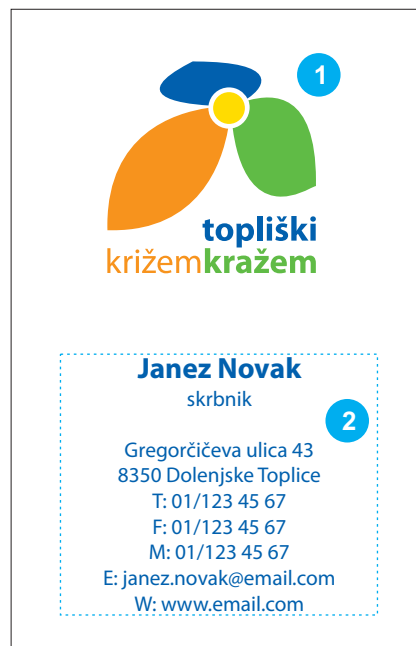 1
topliški
križemkražem
Janez Novak
skrbnik
2
Gregorčičeva ulica 43
8350 Dolenjske Toplice
T: 01/123 45 67
F: 01/123 45 67
M: 01/123 45 67
E: janez.novak@email.com
W: www.email.com